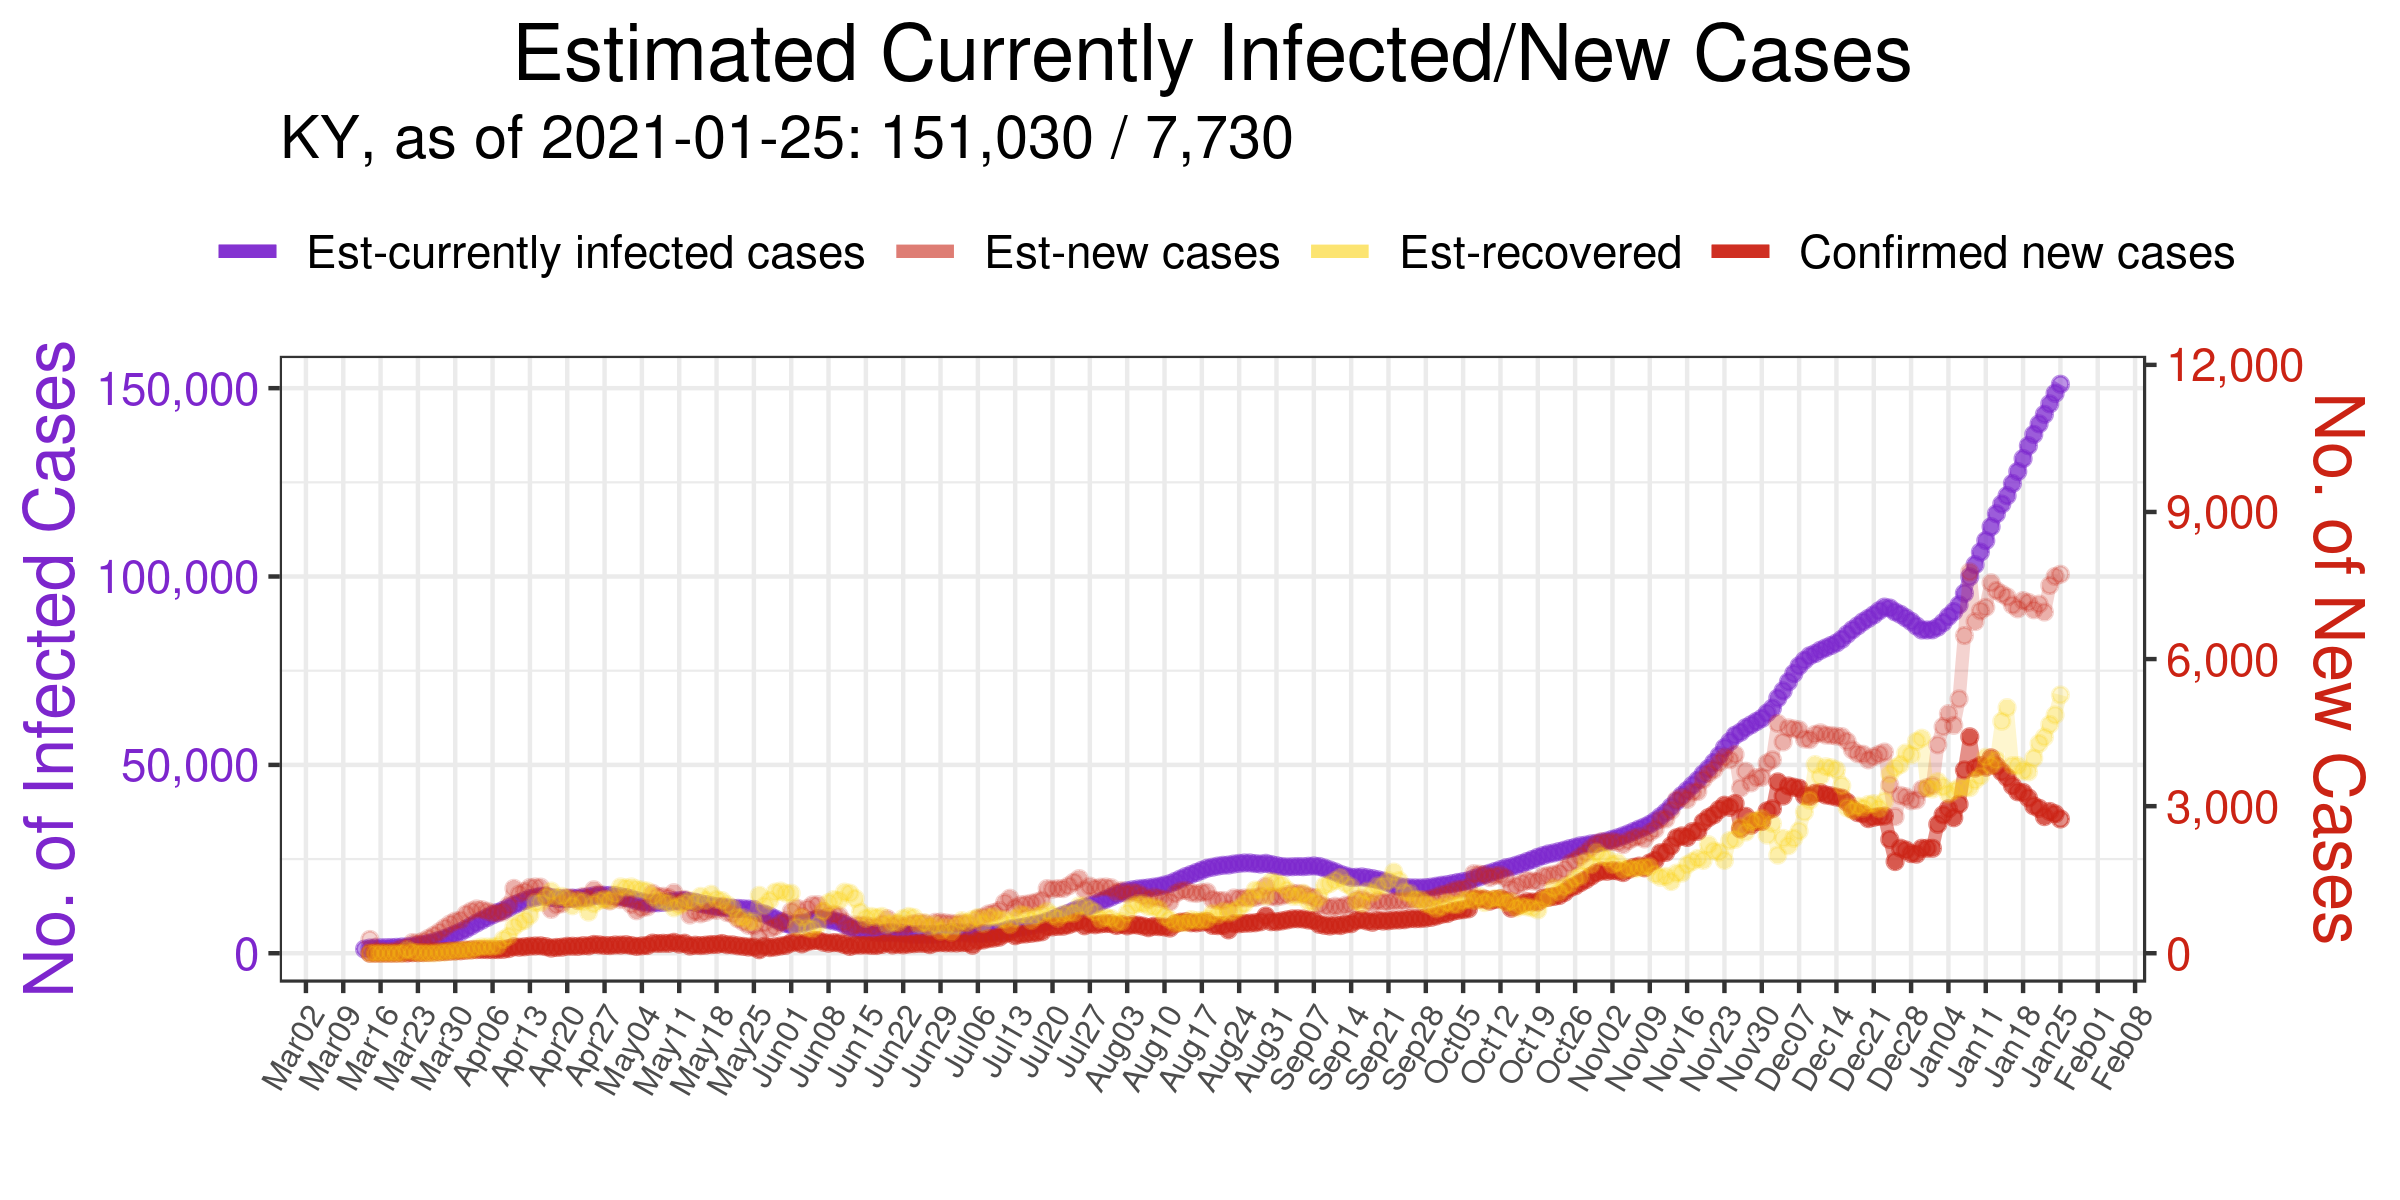 Estimated Currently Infected/New Cases
KY, as of 2021-01-25: 151,030 / 7,730
Est-currently infected cases
Est-new cases
Est-recovered
Confirmed new cases
No. of Infected Cases
150,000
100,000
50,000
0
12,000
9,000
6,000
3,000
0
No. of New Cases
Mar02
Mar09
Mar16
Mar23
Mar30
Apr06
Apr13
Apr20
Apr27
May04
May11
May18
May25
Jun01
Jun08
Jun15
Jun22
Jun29
Jul06
Jul13
Jul20
Jul27
Aug03
Aug10
Aug17
Aug24
Aug31
Sep07
Sep14
Sep21
Sep28
Oct05
Oct12
Oct19
Oct26
Nov02
Nov09
Nov16
Nov23
Nov30
Dec07
Dec14
Dec21
Dec28
Jan04
Jan11
Jan18
Jan25
Feb01
Feb08